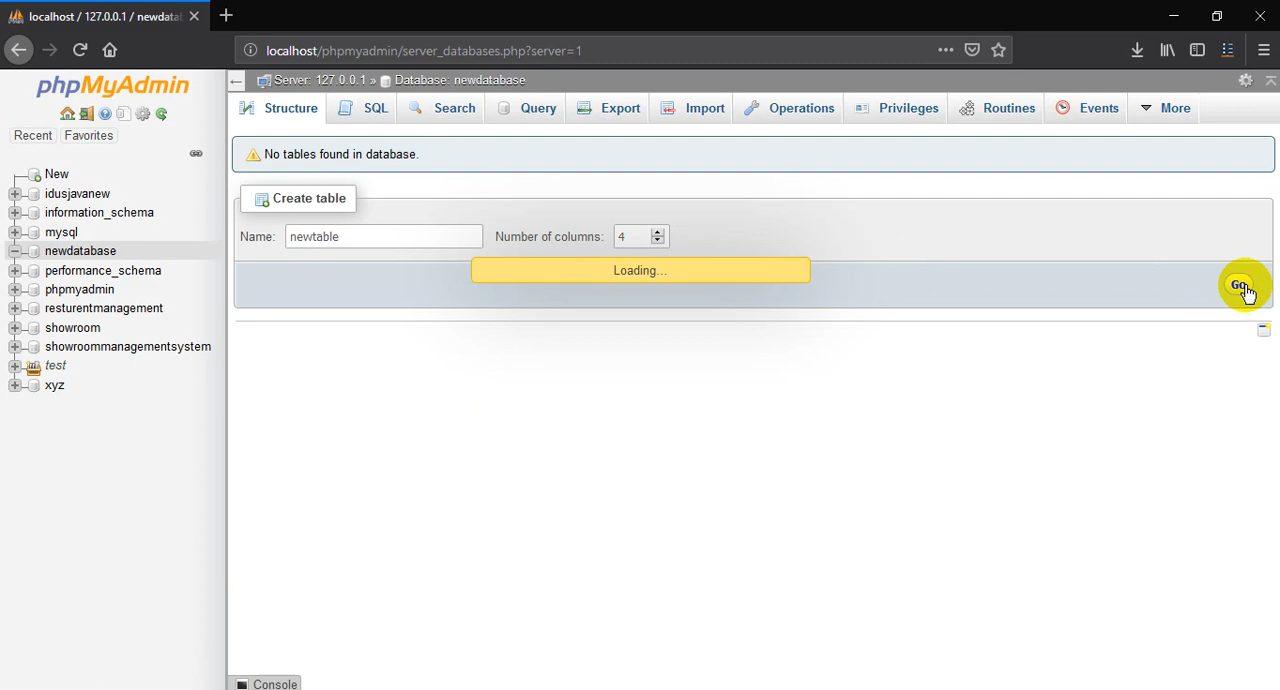 localhost / 127.0.0.1 / newdatal
localhost/phpmyadmin/server_databases.php?server=1
phpMyAdmin
Recent Favorites
New
idusjavanew
information_schema
mysql
newdatabase
performance_schema
phpmyadmin
resturentmanagement
showroom
showroommanagementsystem
test
xyz
Server: 127.0.0.1 » Database: newdatabase
Structure SQL Search Query Export Import Operations Privileges Routines Events More
No tables found in database.
Create table
Name: newtable Number of columns: 4
Loading...
Go
Console